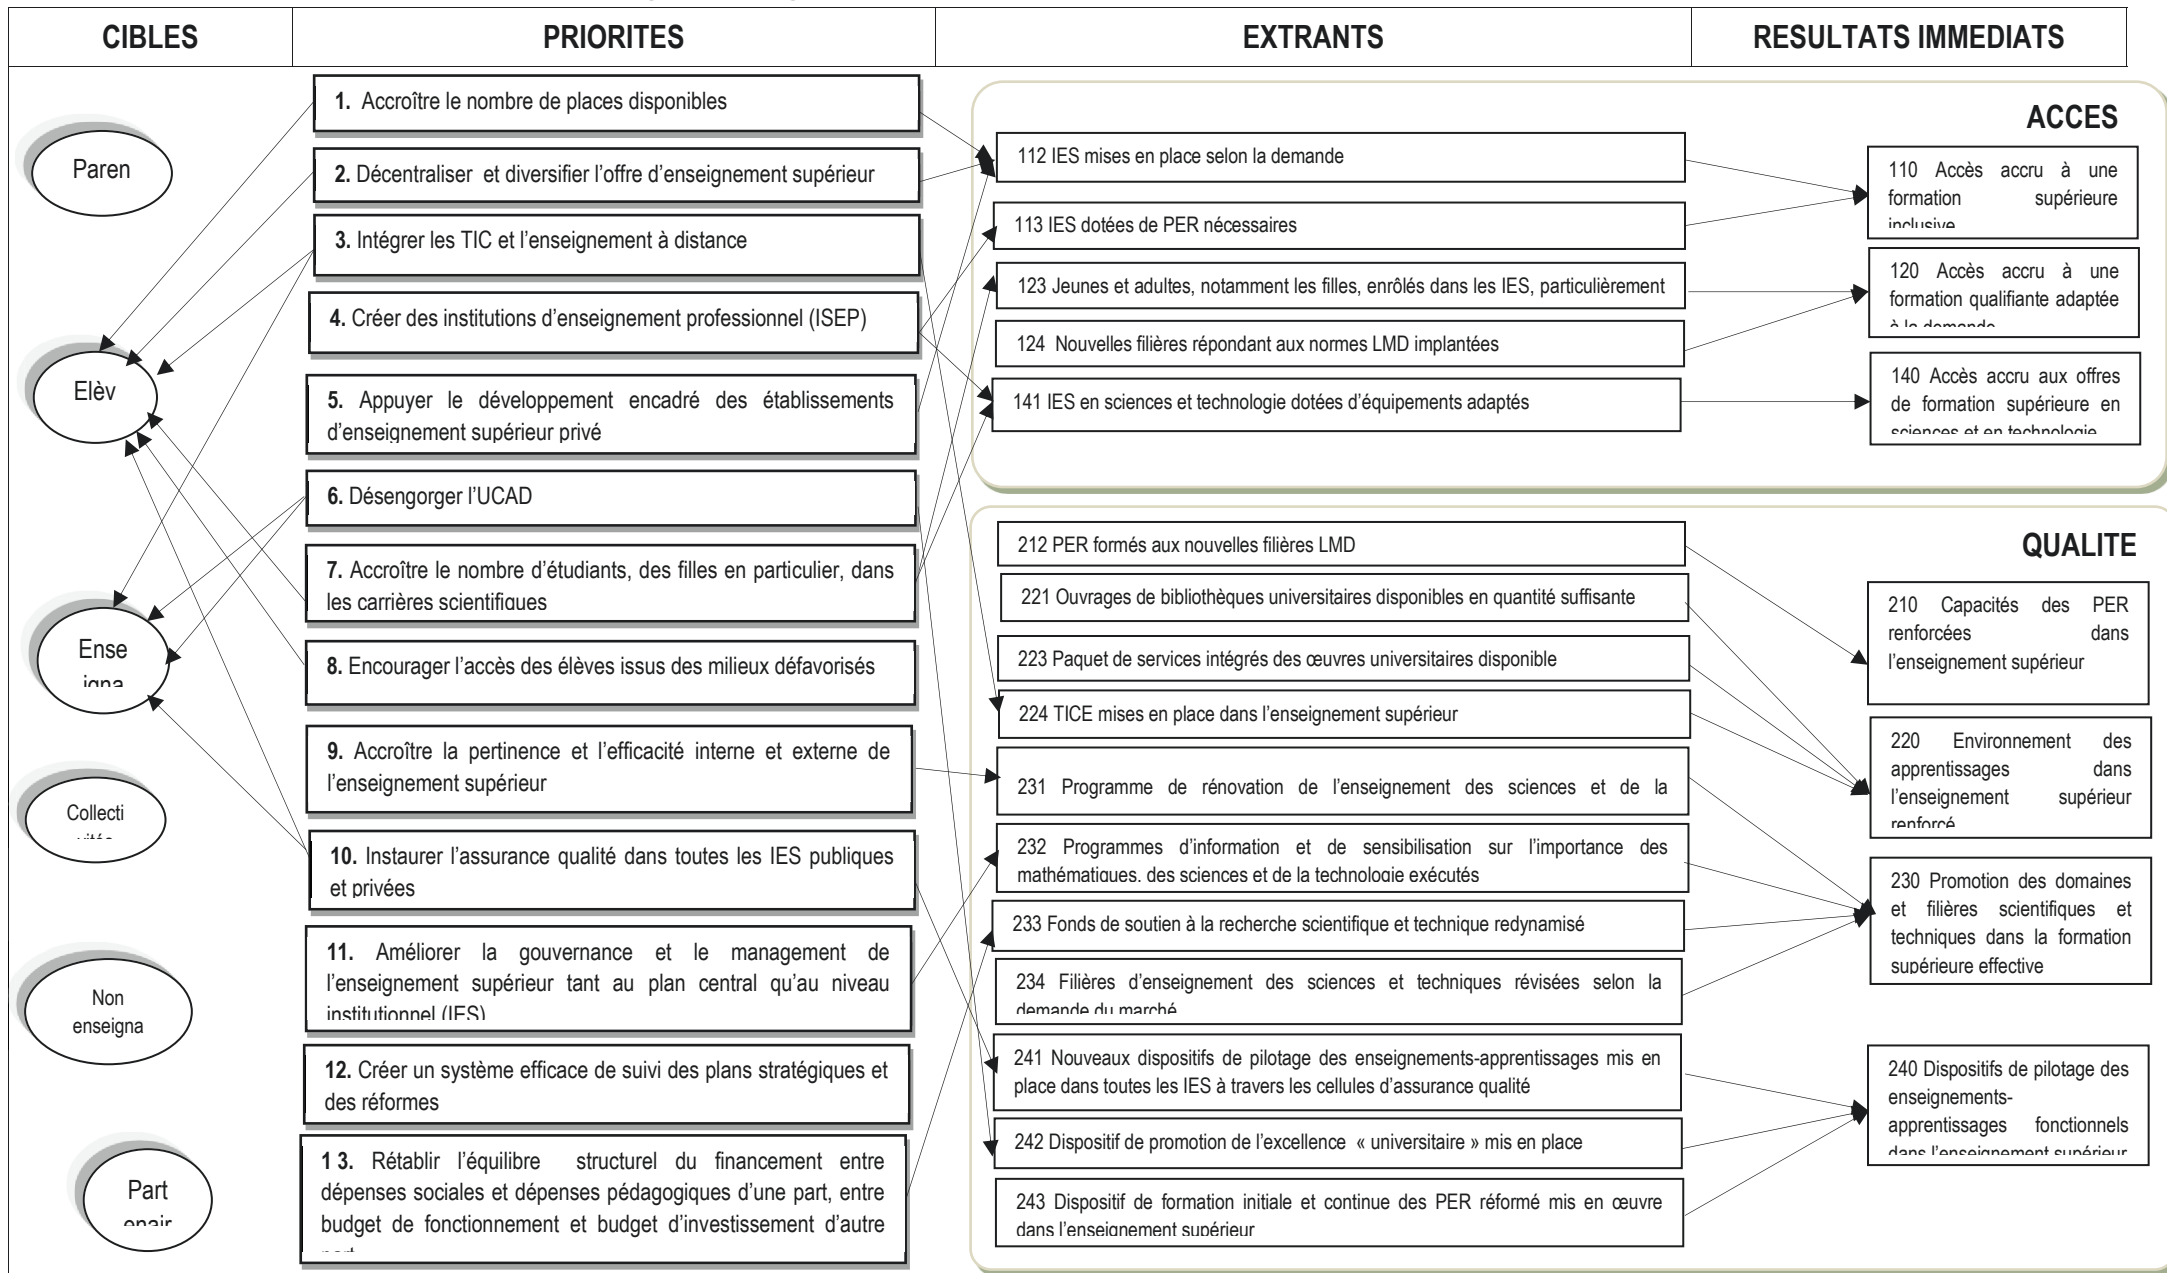 CIBLES
PRIORITES
EXTRANTS
RESULTATS IMMEDIATS
Paren
Elèv
Ense
igna
Collecti
vités
Non
enseigna
Part
enair
1. Accroître le nombre de places disponibles
2. Décentraliser et diversifier l’offre d’enseignement supérieur
3. Intégrer les TIC et l’enseignement à distance
4. Créer des institutions d’enseignement professionnel (ISEP)
5. Appuyer le développement encadré des établissements
d’enseignement supérieur privé
6. Désengorger l’UCAD
7. Accroître le nombre d’étudiants, des filles en particulier, dans
les carrières scientifiques
8. Encourager l’accès des élèves issus des milieux défavorisés
9. Accroître la pertinence et l’efficacité interne et externe de
l’enseignement supérieur
10. Instaurer l’assurance qualité dans toutes les IES publiques
et privées
11. Améliorer la gouvernance et le management de
l’enseignement supérieur tant au plan central qu’au niveau
institutionnel (IES)
12. Créer un système efficace de suivi des plans stratégiques et
des réformes
1 3. Rétablir l’équilibre structurel du financement entre
dépenses sociales et dépenses pédagogiques d’une part, entre
budget de fonctionnement et budget d’investissement d’autre
part
ACCES
112 IES mises en place selon la demande
113 IES dotées de PER nécessaires
123 Jeunes et adultes, notamment les filles, enrôlés dans les IES, particulièrement
124 Nouvelles filières répondant aux normes LMD implantées
141 IES en sciences et technologie dotées d’équipements adaptés
110 Accès accru à une
formation supérieure
inclusive
120 Accès accru à une
formation qualifiante adaptée
à la demande
140 Accès accru aux offres
de formation supérieure en
sciences et en technologie
QUALITE
212 PER formés aux nouvelles filières LMD
221 Ouvrages de bibliothèques universitaires disponibles en quantité suffisante
223 Paquet de services intégrés des œuvres universitaires disponible
224 TICE mises en place dans l’enseignement supérieur
231 Programme de rénovation de l’enseignement des sciences et de la
232 Programmes d’information et de sensibilisation sur l’importance des
mathématiques, des sciences et de la technologie exécutés
233 Fonds de soutien à la recherche scientifique et technique redynamisé
234 Filières d’enseignement des sciences et techniques révisées selon la
demande du marché
241 Nouveaux dispositifs de pilotage des enseignements-apprentissages mis en
place dans toutes les IES à travers les cellules d’assurance qualité
242 Dispositif de promotion de l’excellence « universitaire » mis en place
243 Dispositif de formation initiale et continue des PER réformé mis en œuvre
dans l’enseignement supérieur
210 Capacités des PER
renforcées dans
l’enseignement supérieur
220 Environnement des
apprentissages dans
l’enseignement supérieur
renforcé
230 Promotion des domaines
et filières scientifiques et
techniques dans la formation
supérieure effective
240 Dispositifs de pilotage des
enseignements-
apprentissages fonctionnels
dans l’enseignement supérieur